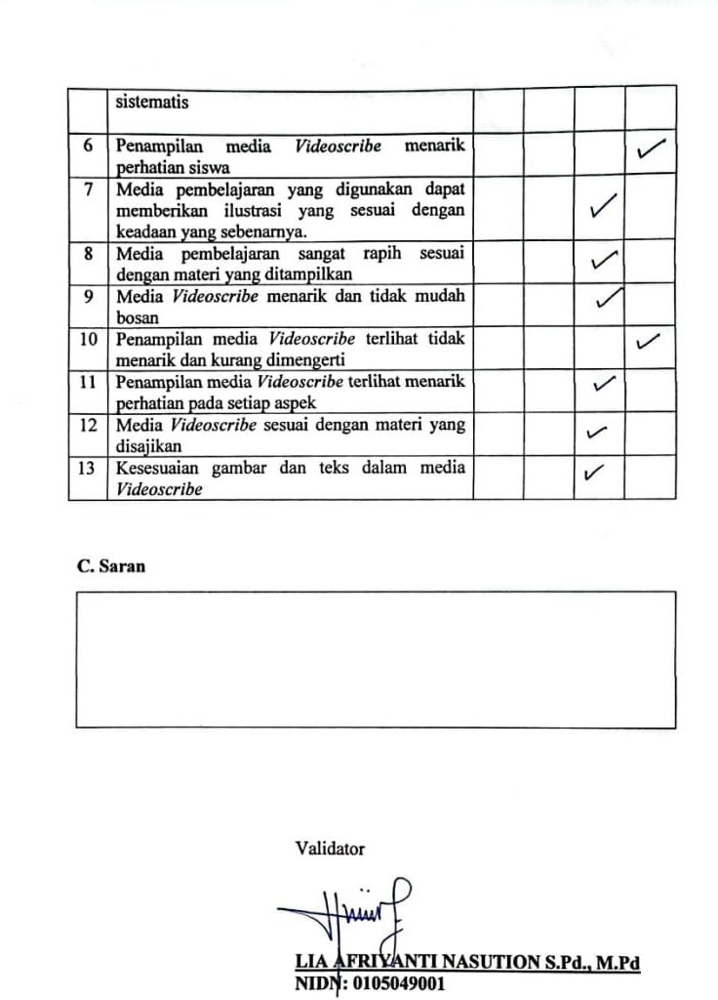 sistematis
6 Penampilan media Videoscribe menarik ✓
perhatian siswa
7 Media pembelajaran yang digunakan dapat
memberikan ilustrasi yang sesuai dengan ✓
keadaan yang sebenarnya.
8 Media pembelajaran sangat rapih sesuai ✓
dengan materi yang ditampilkan
9 Media Videoscribe menarik dan tidak mudah ✓
bosan
10 Penampilan media Videoscribe terlihat tidak ✓
menarik dan kurang dimengerti
11 Penampilan media Videoscribe terlihat menarik ✓
perhatian pada setiap aspek
12 Media Videoscribe sesuai dengan materi yang ✓
disajikan
13 Kesesuaian gambar dan teks dalam media ✓
Videoscribe
C. Saran
Validator
LIA AFRIYANTI NASUTION S.Pd., M.Pd
NIDN: 0105049001